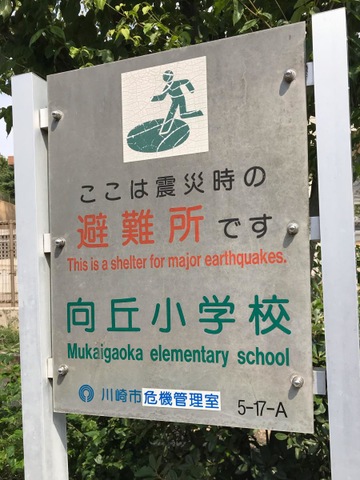 ここは震災時の
避難所です
This is a shelter for major earthquakes.
向丘小学校
Mukaigaoka elementary school
川崎市危機管理室 5-17-A